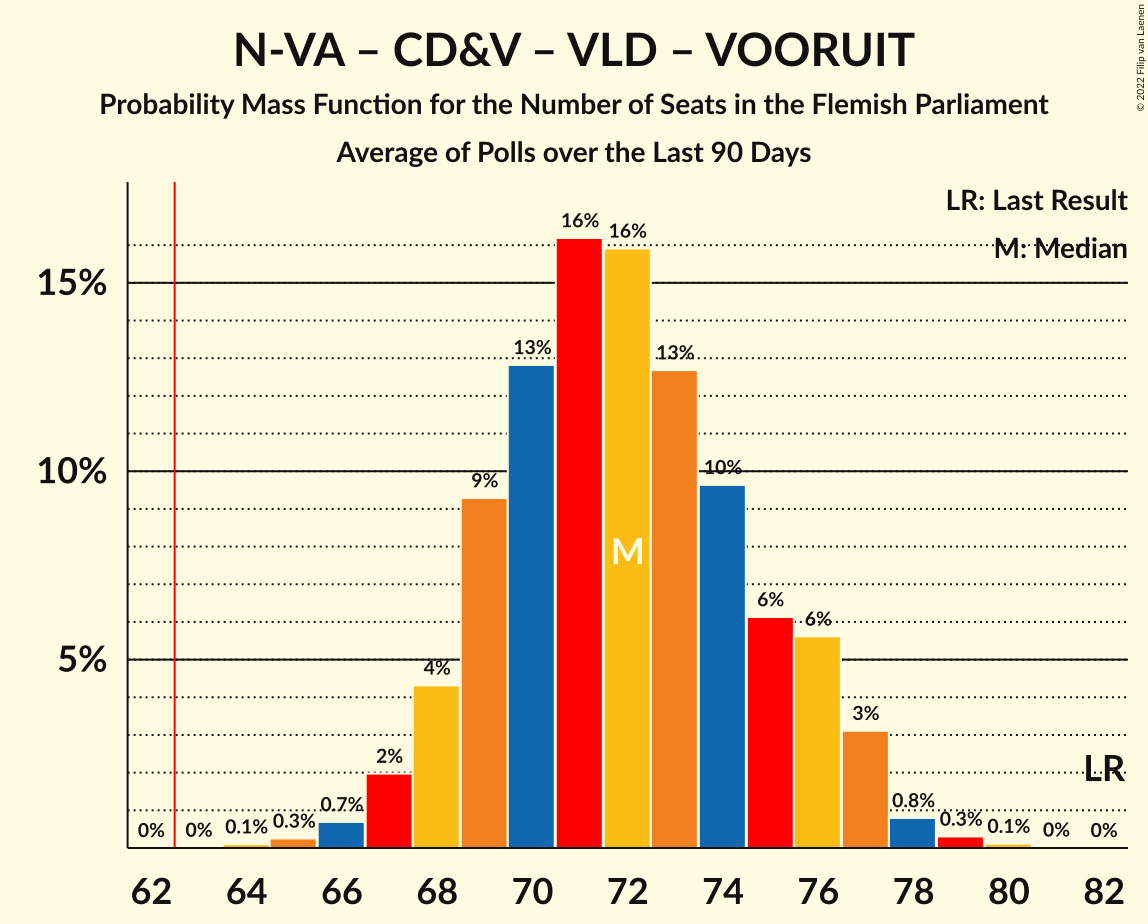 N-VA – CD&V – VLD – VOORUIT
Probability Mass Function for the Number of Seats in the Flemish Parliament
Average of Polls over the Last 90 Days
© 2022 Filip van Laenen
LR: Last Result
M: Median
15%
10%
5%
0%
0%
0.1%
0.3%
0.7%
2%
4%
9%
13%
16%
16%
13%
10%
6%
6%
3%
0.8%
0.3%
0.1%
0%
0%
M
LR
62 64 66 68 70 72 74 76 78 80 82